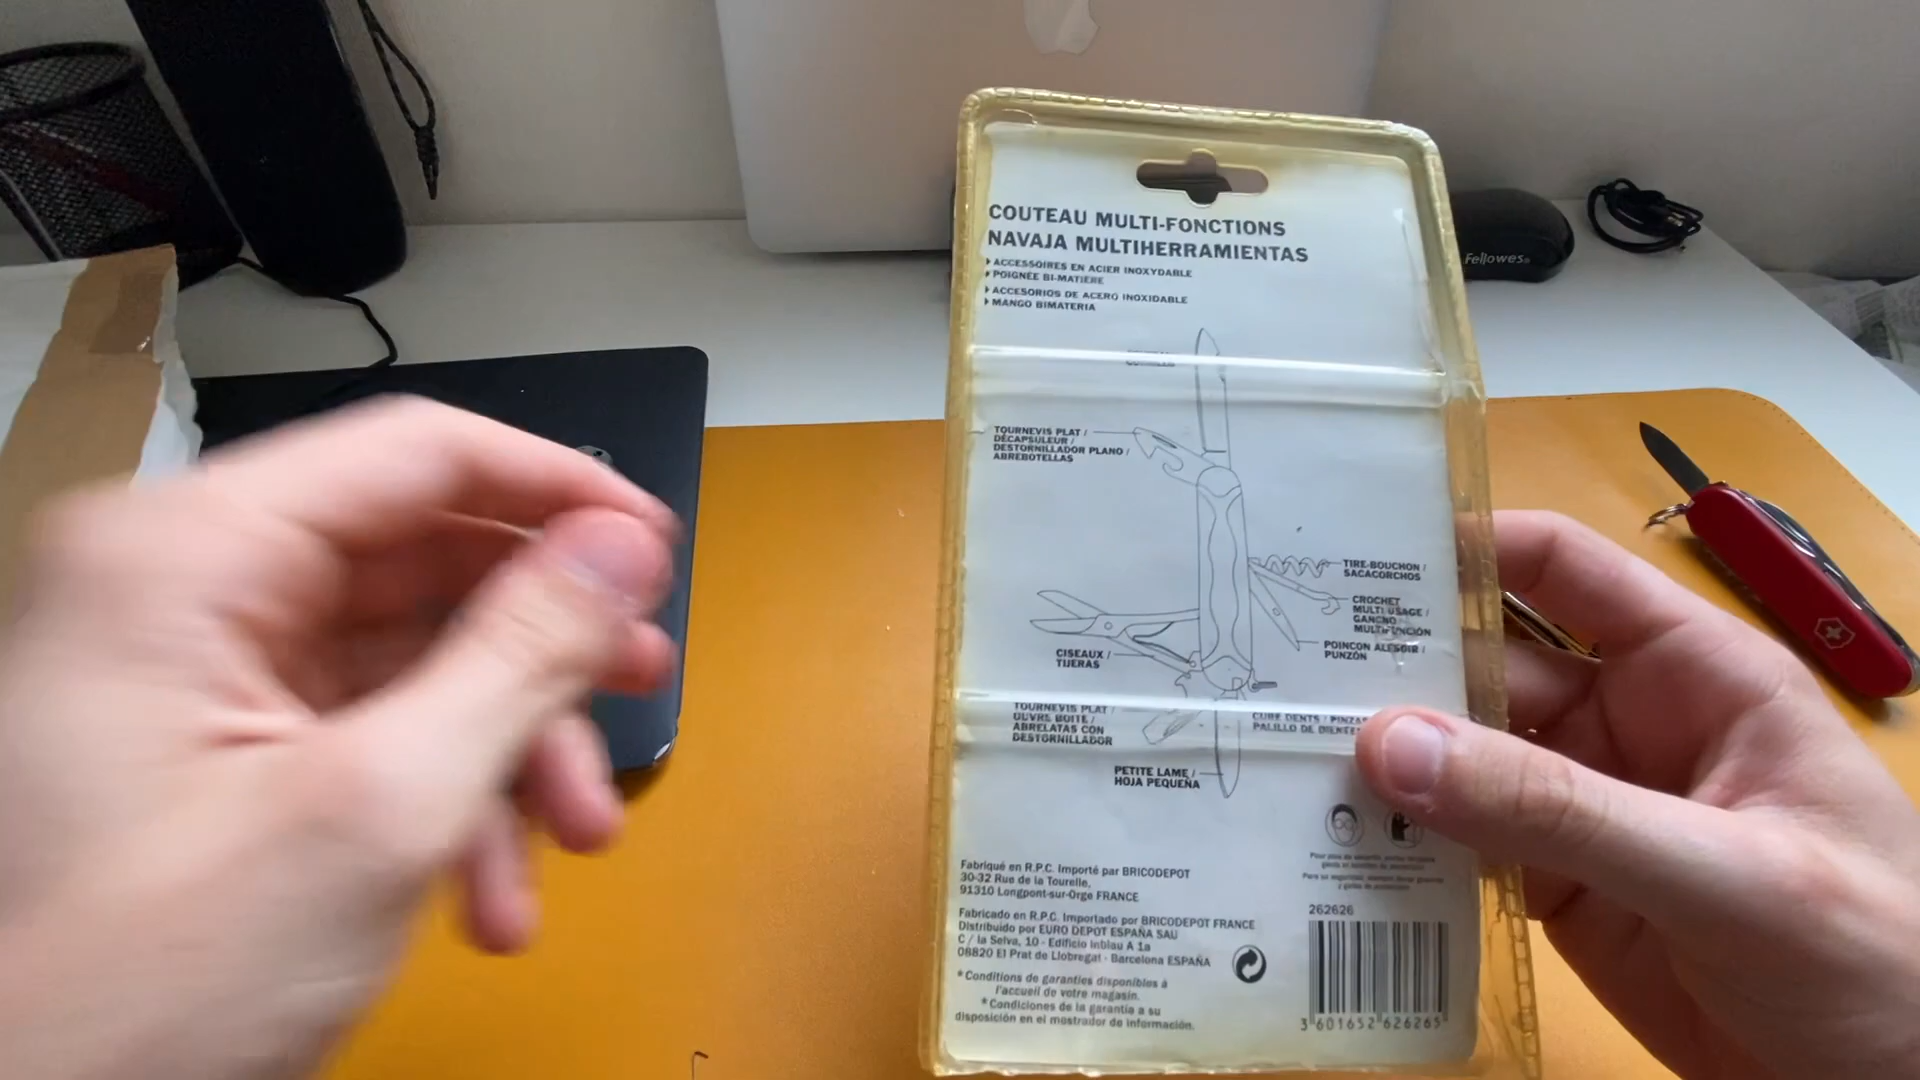 COUTEAU MULTI-FONCTIONS
NAVAJA MULTIHERRAMIENTAS
ACCESSOIRES EN ACIER INOXYDABLE
POIGNÉE BI-MATIERE
ACCESORIOS DE ACERO INOXIDABLE
MANGO BIMATERIA
TOURNEVIS PLAT /
DÉCAPSULEUR /
DESTORNILLADOR PLANO /
ABREBOTELLAS
TIRE-BOUCHON /
SACACORCHOS
CROCHET
MULTI USAGE /
GANCHO
MULTIFUNCIÓN
POINCON ALESOIR /
PUNZÓN
CISEAUX /
TIJERAS
TOURNEVIS PLAT /
OUVRE BOITE /
ABRELATAS CON
DESTORNILLADOR
CURE DENTS / PINZAS
PALILLO DE DIENTES
PETITE LAME /
HOJA PEQUEÑA
Fabriqué en R.P.C. Importé par BRICODEPOT
30-32 Rue de la Tourelle,
91310 Longpont-sur-Orge FRANCE
Fabricado en R.P.C. Importado por BRICODEPOT FRANCE
Distribuido por EURO DEPOT ESPAÑA SAU
C / la Selva, 10 - Edificio Inblau A 1a
08820 El Prat de Llobregat - Barcelona ESPAÑA
*Conditions de garanties disponibles à
l'accueil de votre magasin.
*Condiciones de la garantía a su
disposición en el mostrador de información.
262626
3 601652 626265
Fellowes